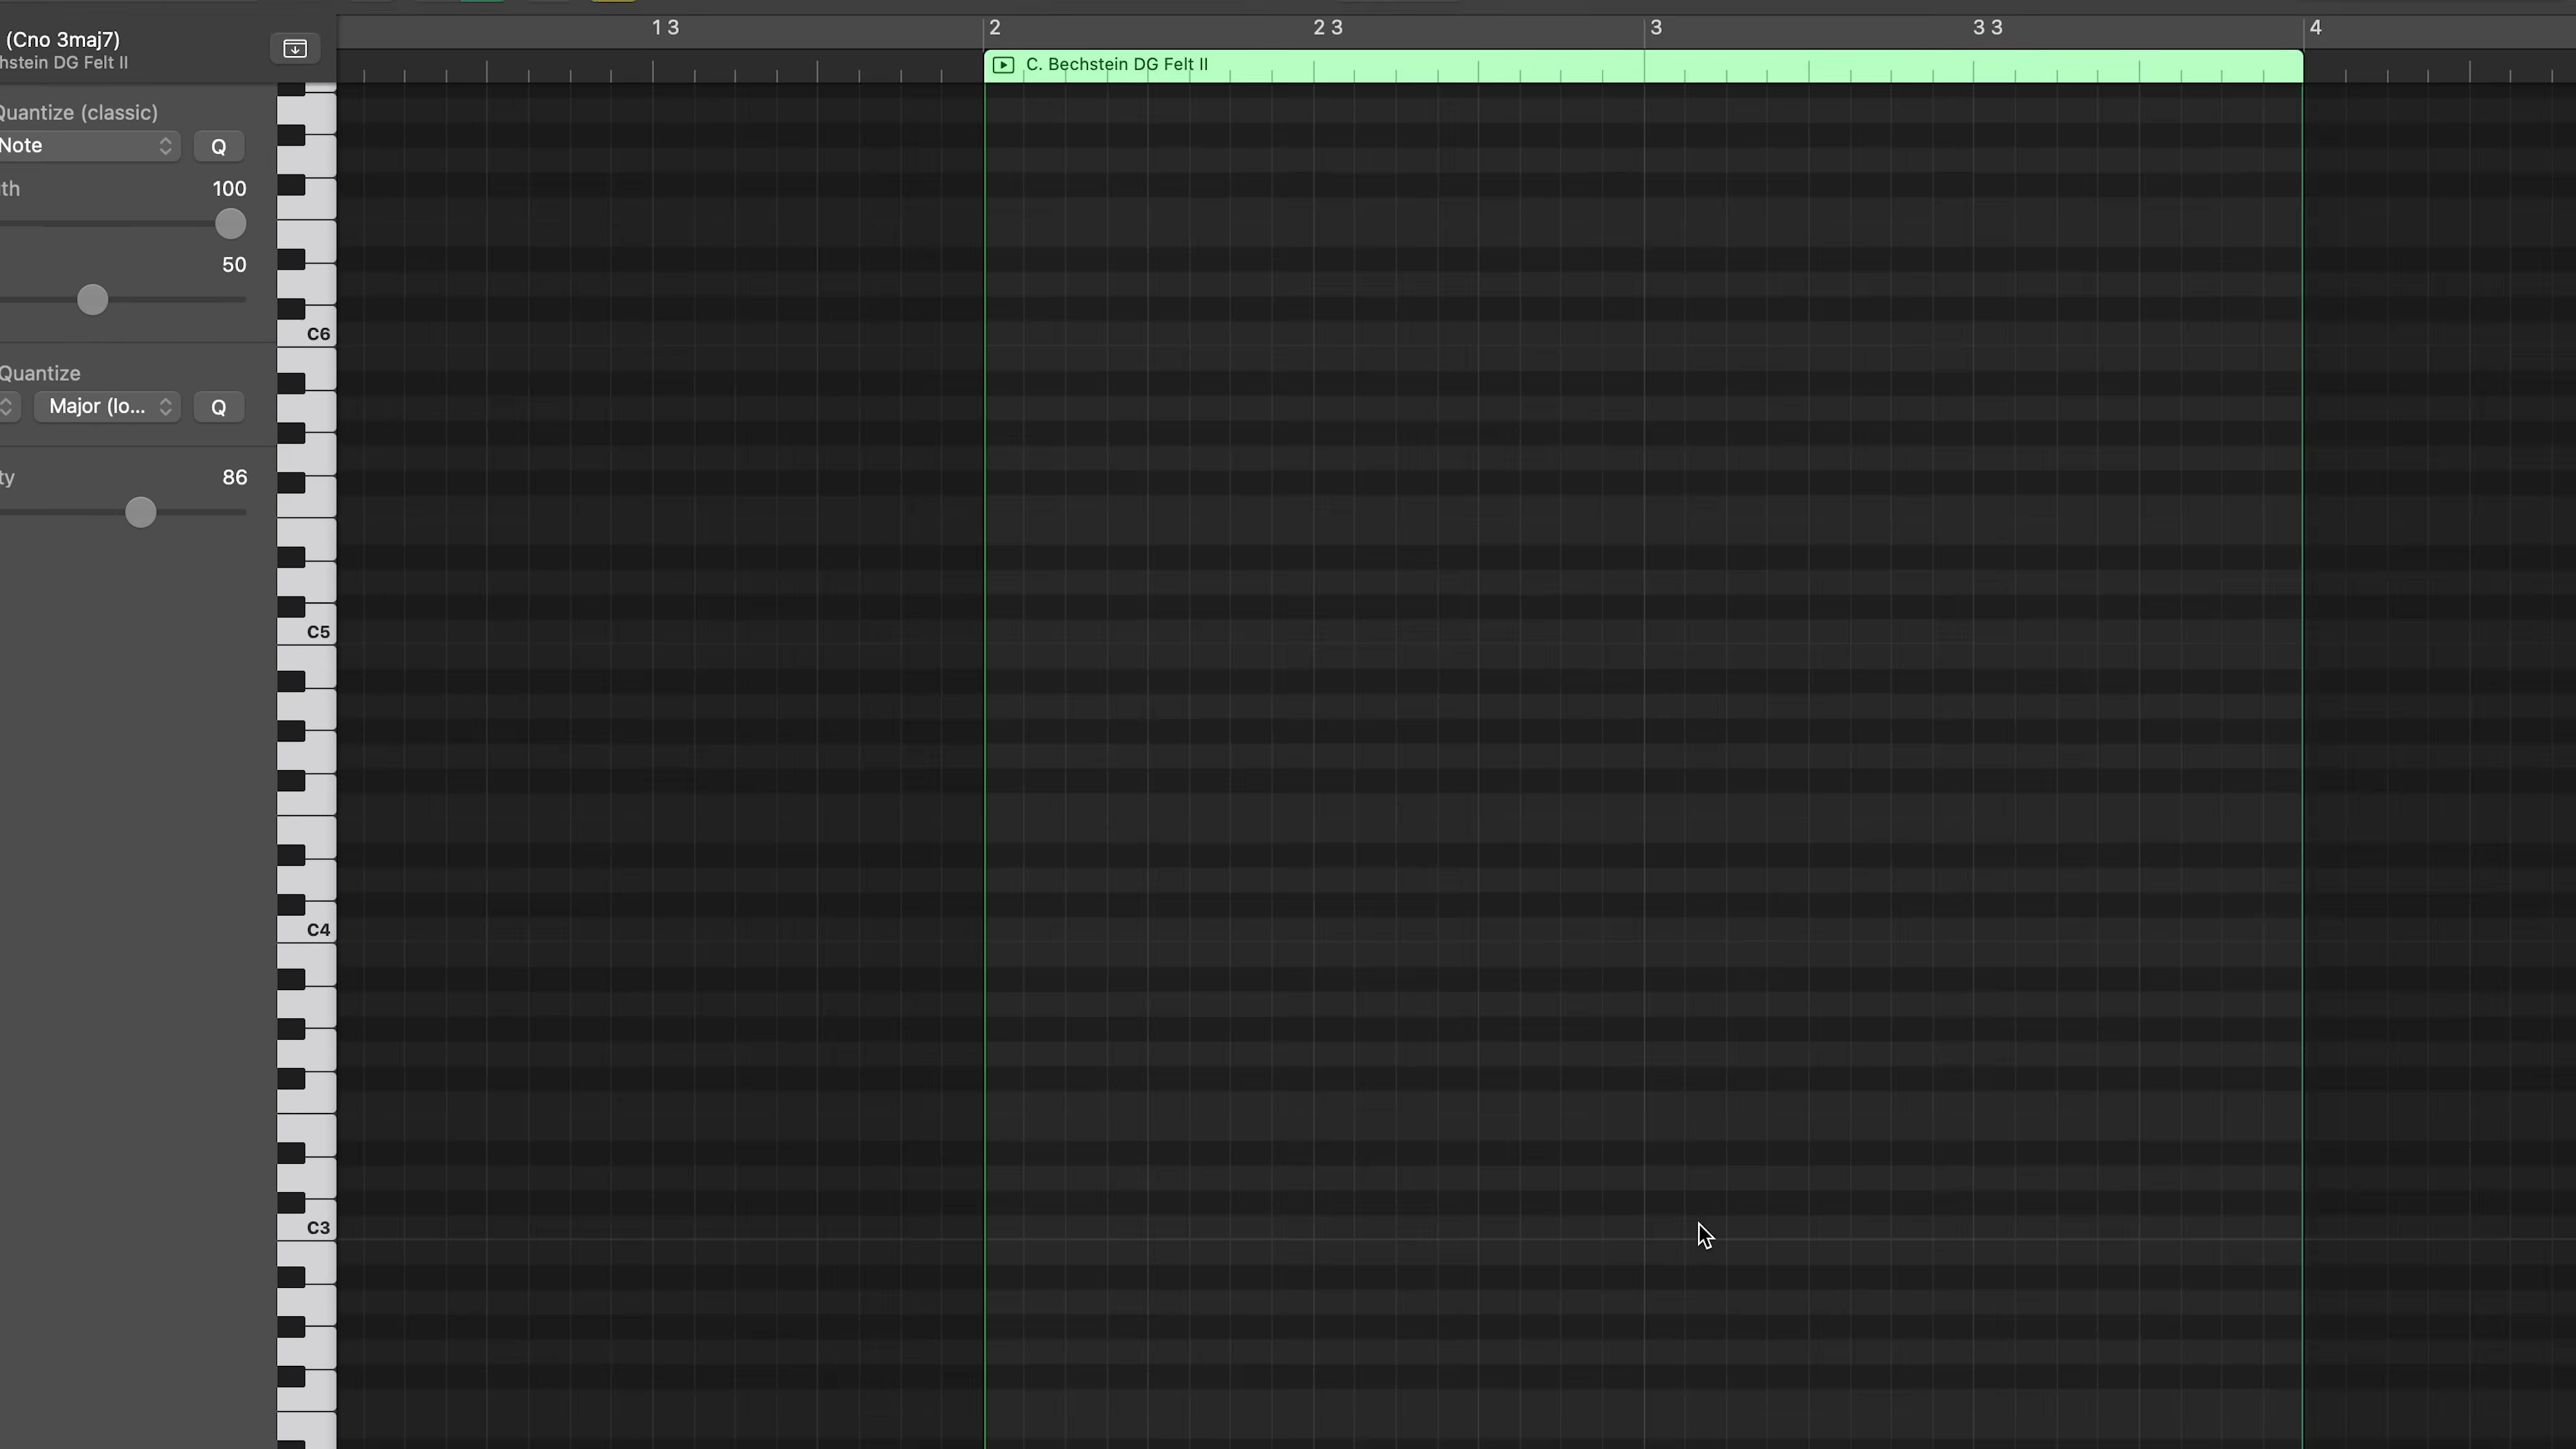 1 3
2
2 3
3
3 3
4
(Cno 3maj7)
hstein DG Felt II
C. Bechstein DG Felt II
Quantize (classic)
Note
Q
th
100
50
C6
Quantize
Major (Io...
Q
ty
86
C5
C4
C3